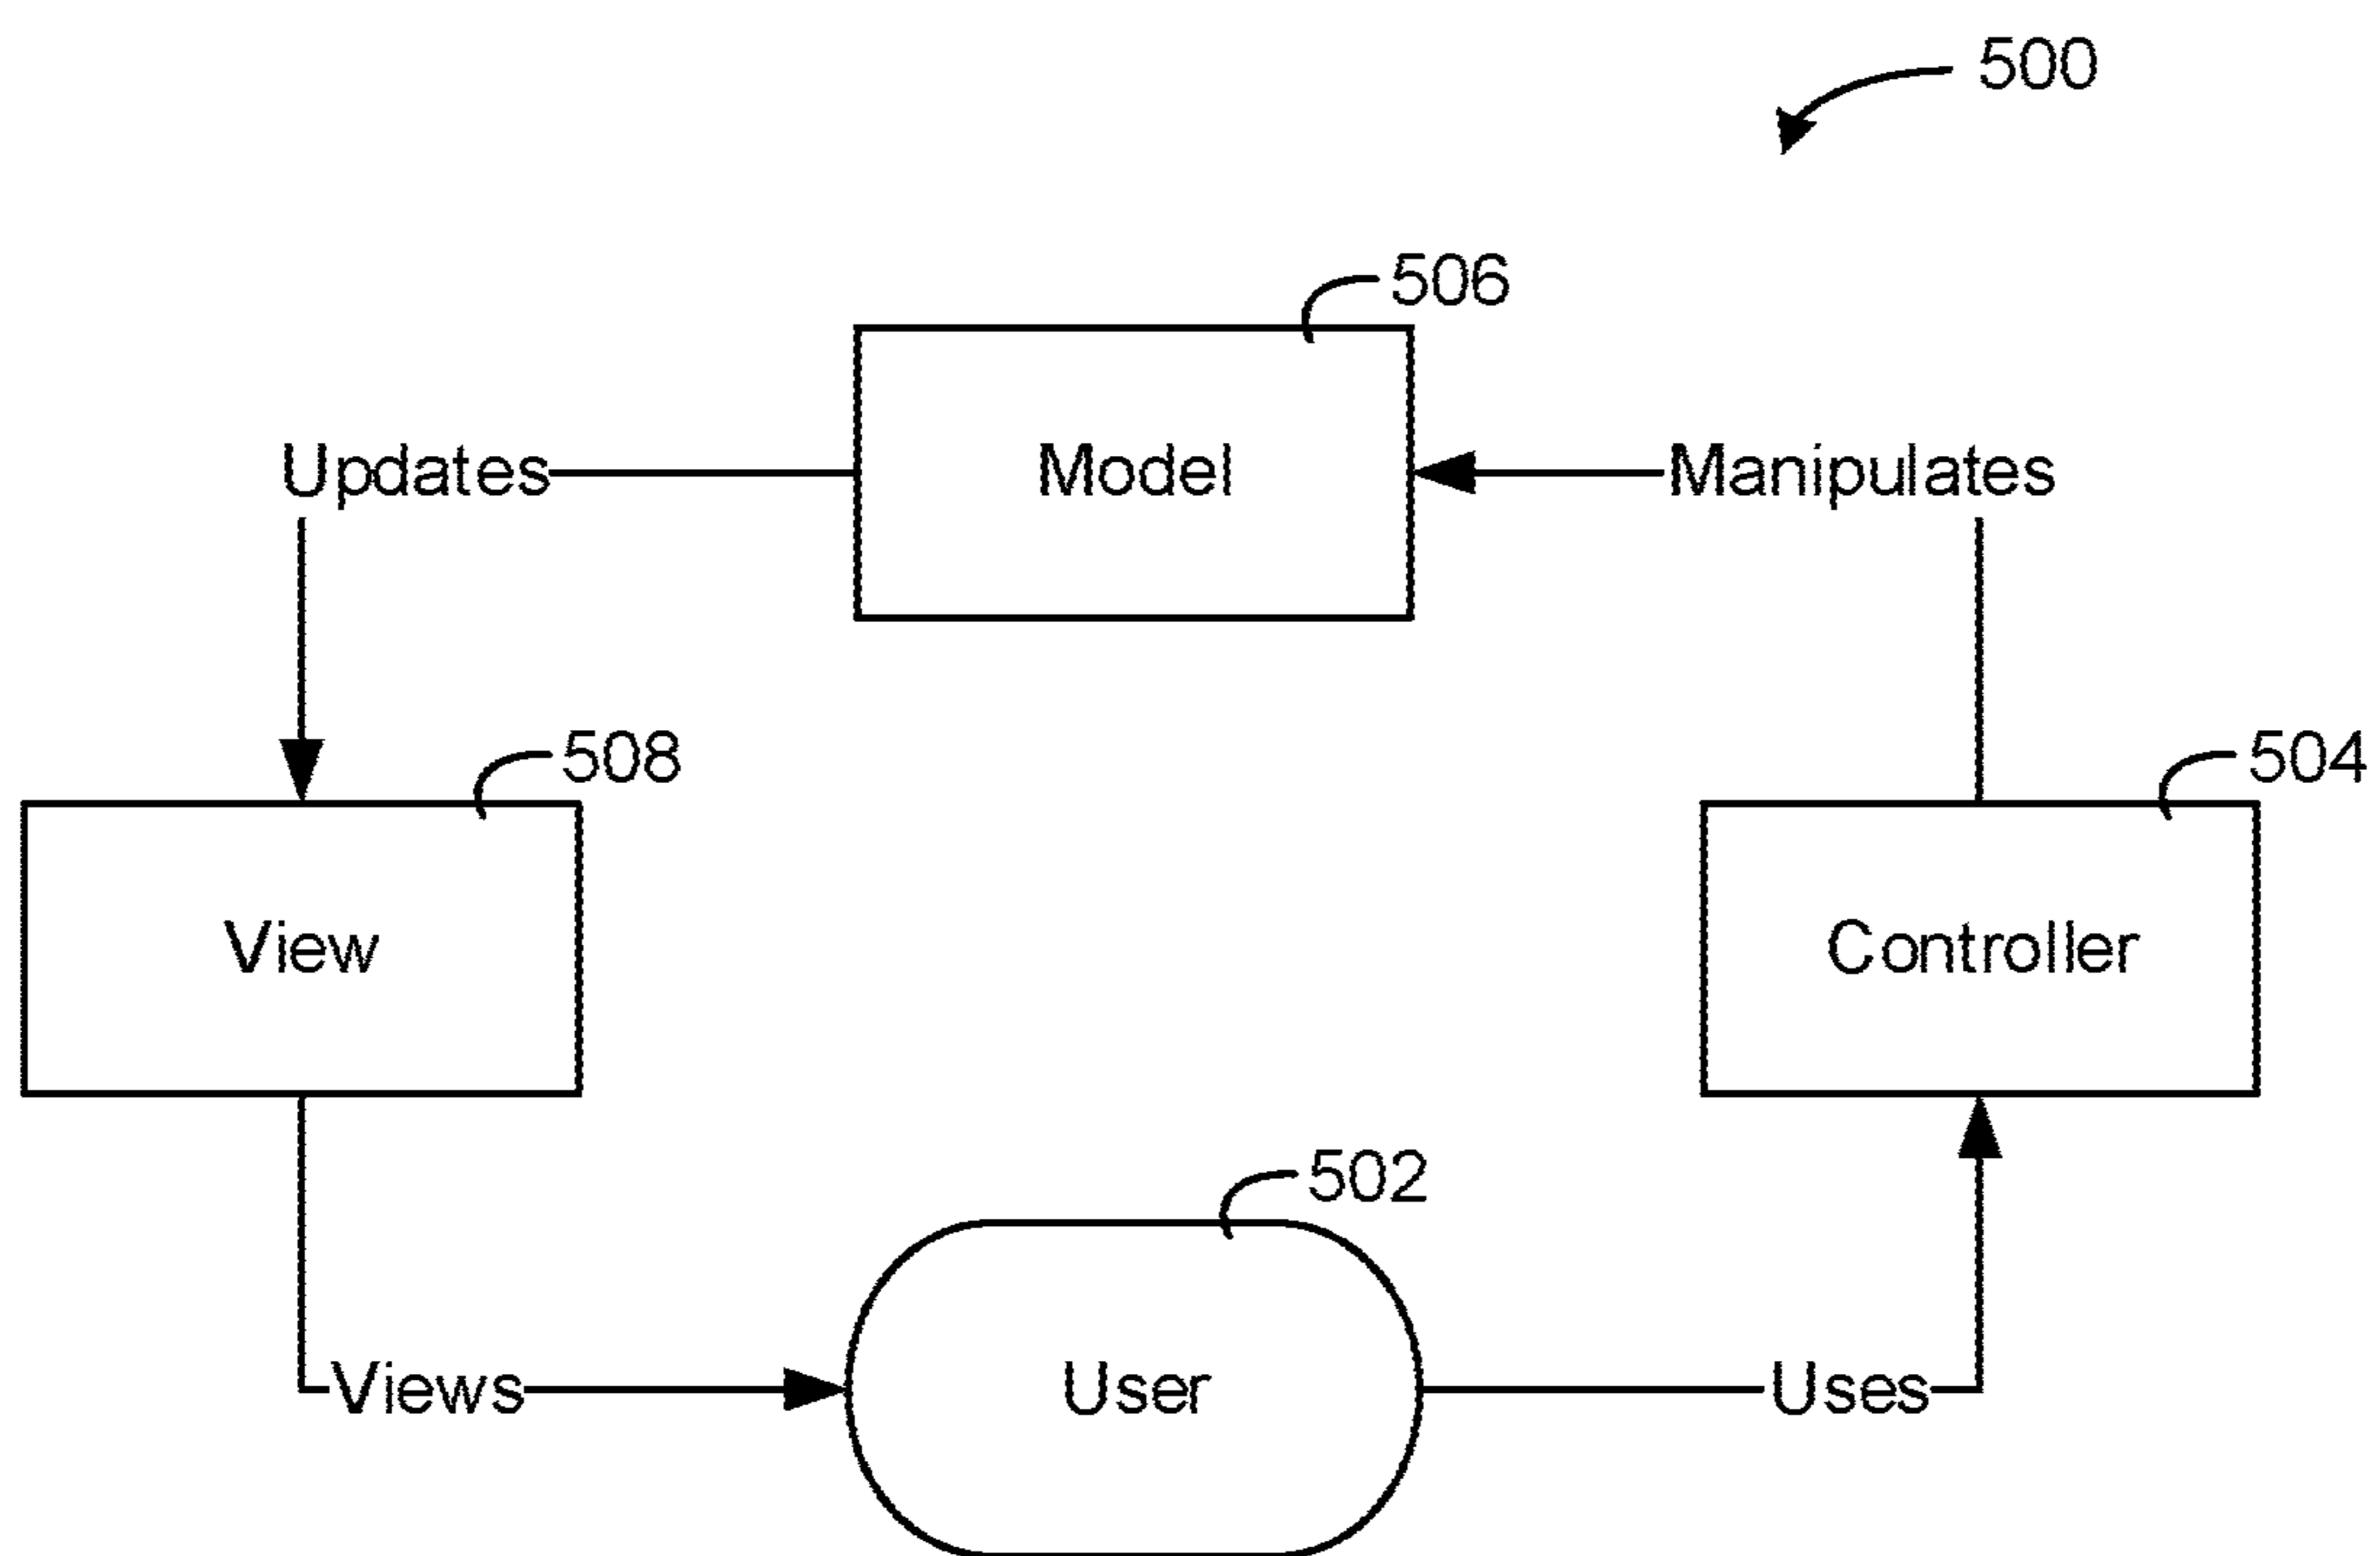 500
506
Updates
Model
Manipulates
508
504
View
Controller
502
Views
User
Uses